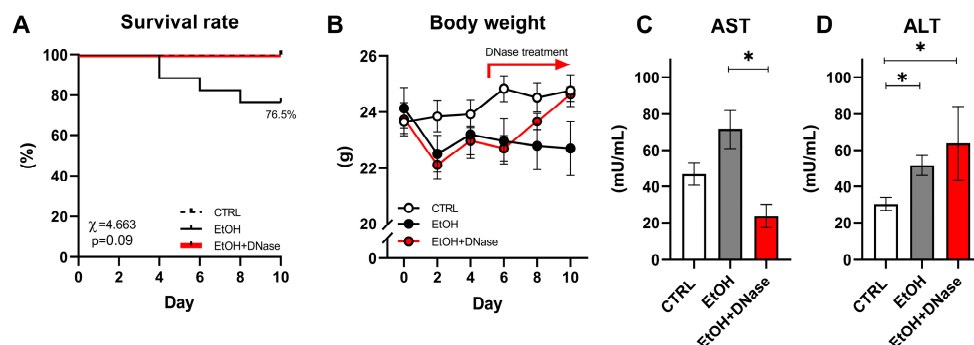 A
Survival rate
100
80
60
40
20
0
(%)
76.5%
CTRL
EtOH
EtOH+DNase
χ=4.663
p=0.09
0 2 4 6 8 10
Day
B
Body weight
DNase treatment
26
24
22
20
0
(g)
CTRL
EtOH
EtOH+DNase
0 2 4 6 8 10
Day
C
AST
*
100
80
60
40
20
0
(mU/mL)
CTRL
EtOH
EtOH+DNase
D
ALT
*
*
100
80
60
40
20
0
(mU/mL)
CTRL
EtOH
EtOH+DNase